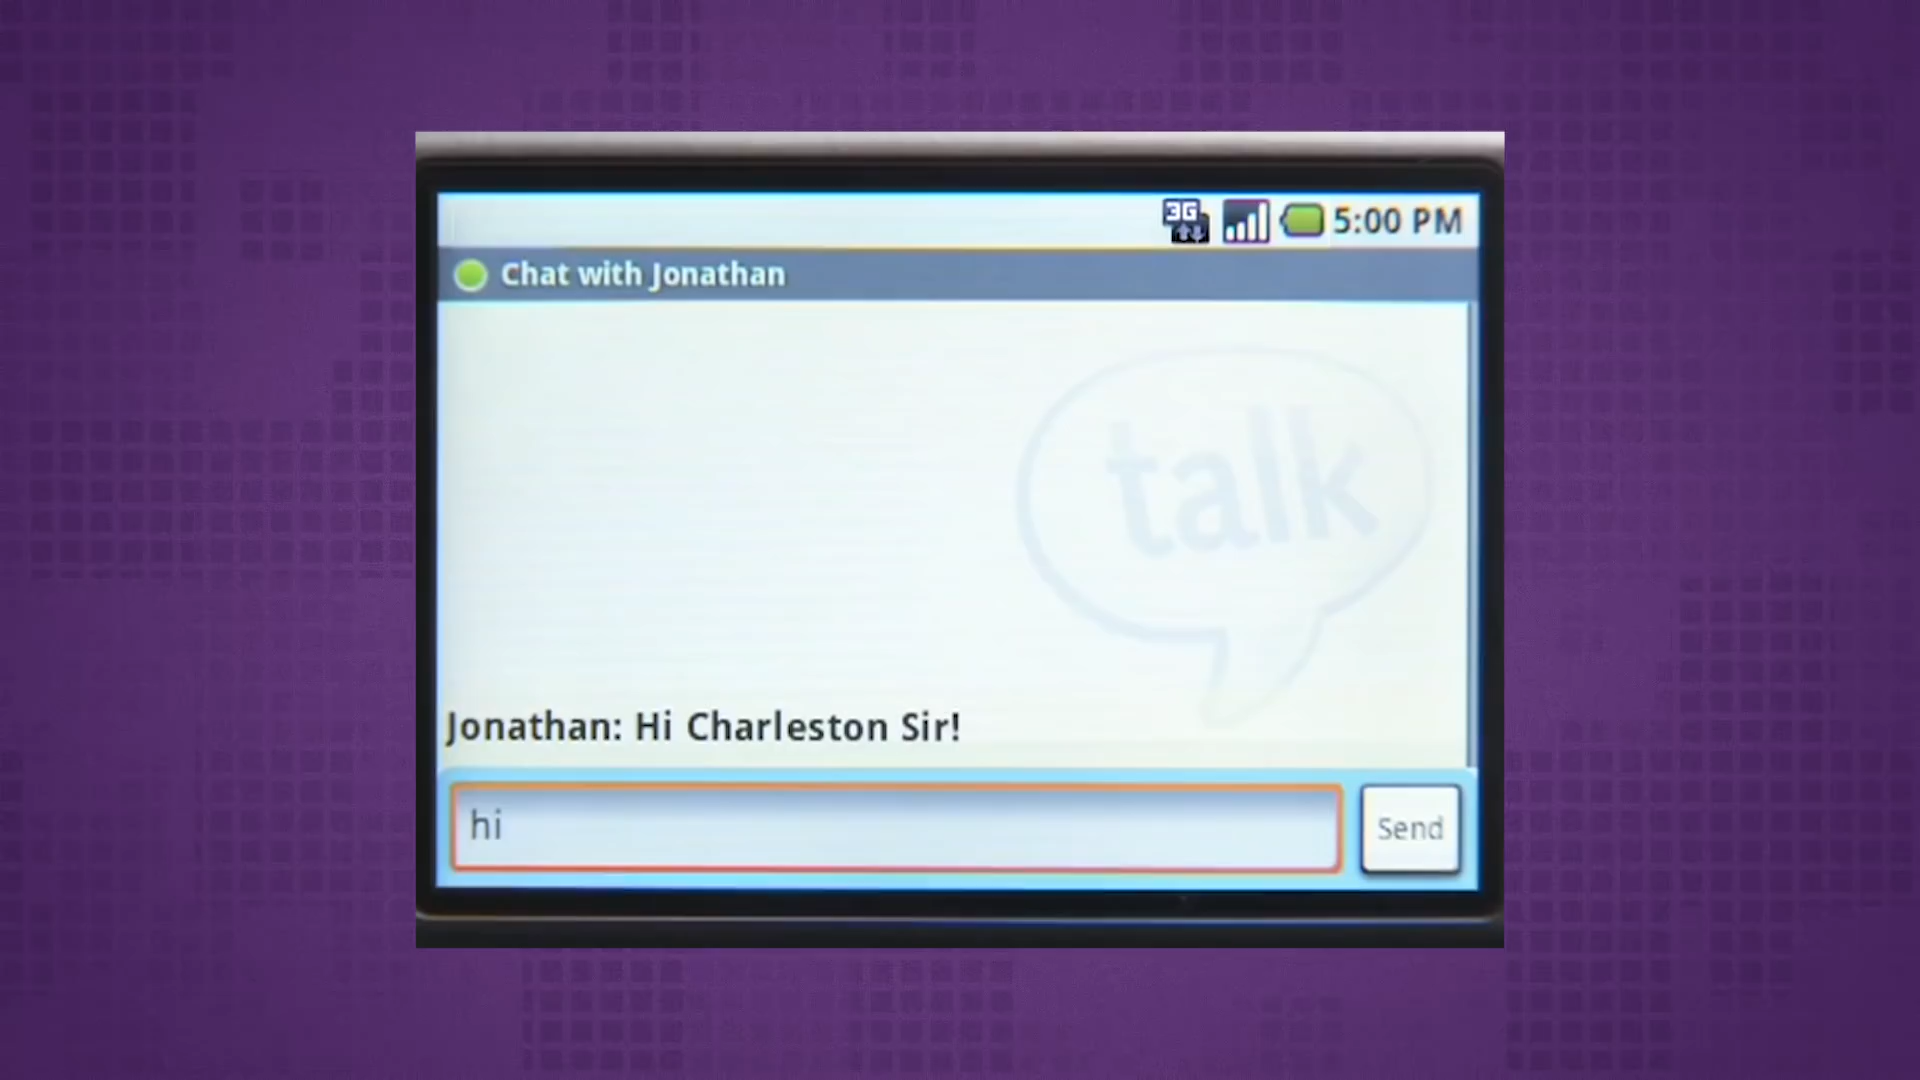 3G
5:00 PM
Chat with Jonathan
talk
Jonathan: Hi Charleston Sir!
hi
Send